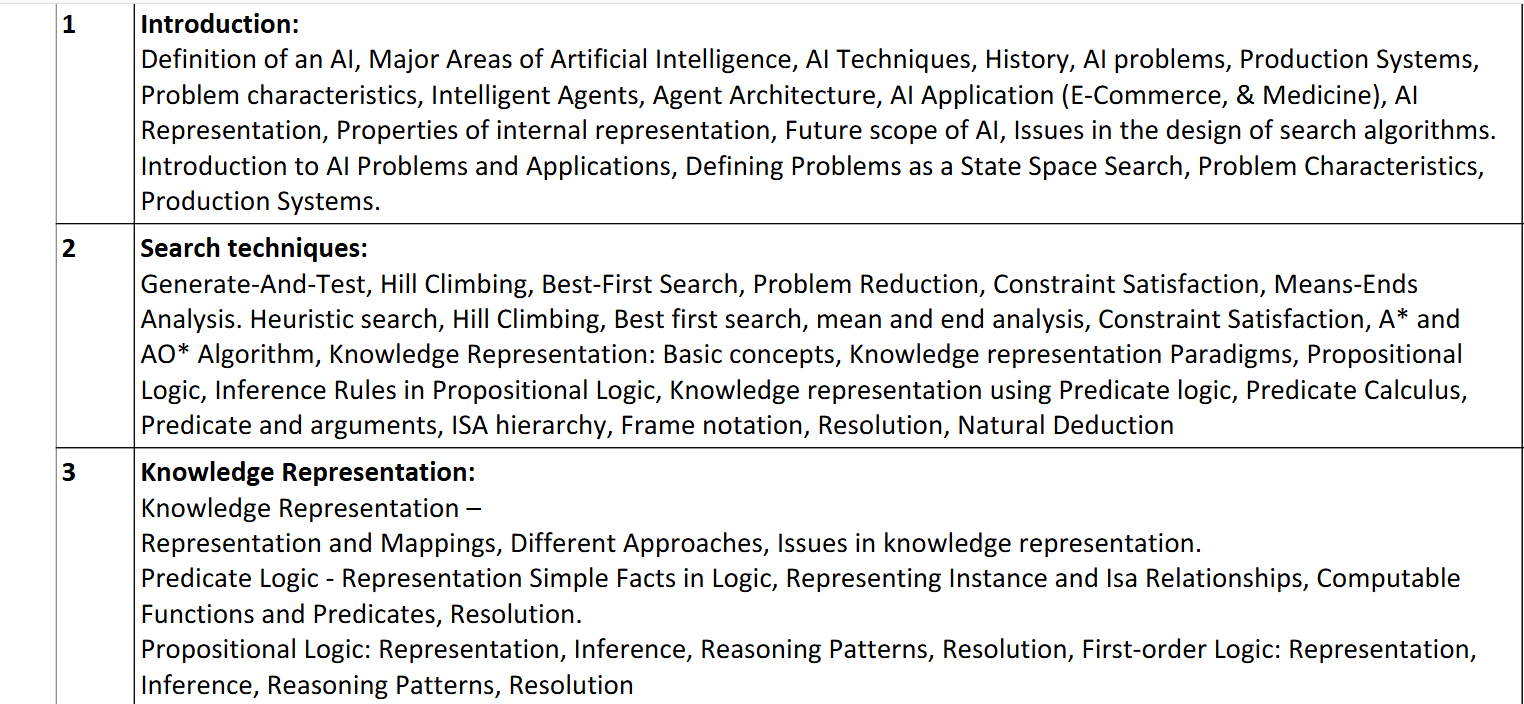 1 Introduction:
Definition of an AI, Major Areas of Artificial Intelligence, AI Techniques, History, AI problems, Production Systems,
Problem characteristics, Intelligent Agents, Agent Architecture, AI Application (E-Commerce, & Medicine), AI
Representation, Properties of internal representation, Future scope of AI, Issues in the design of search algorithms.
Introduction to AI Problems and Applications, Defining Problems as a State Space Search, Problem Characteristics,
Production Systems.
2 Search techniques:
Generate-And-Test, Hill Climbing, Best-First Search, Problem Reduction, Constraint Satisfaction, Means-Ends
Analysis. Heuristic search, Hill Climbing, Best first search, mean and end analysis, Constraint Satisfaction, A* and
AO* Algorithm, Knowledge Representation: Basic concepts, Knowledge representation Paradigms, Propositional
Logic, Inference Rules in Propositional Logic, Knowledge representation using Predicate logic, Predicate Calculus,
Predicate and arguments, ISA hierarchy, Frame notation, Resolution, Natural Deduction
3 Knowledge Representation:
Knowledge Representation –
Representation and Mappings, Different Approaches, Issues in knowledge representation.
Predicate Logic - Representation Simple Facts in Logic, Representing Instance and Isa Relationships, Computable
Functions and Predicates, Resolution.
Propositional Logic: Representation, Inference, Reasoning Patterns, Resolution, First-order Logic: Representation,
Inference, Reasoning Patterns, Resolution